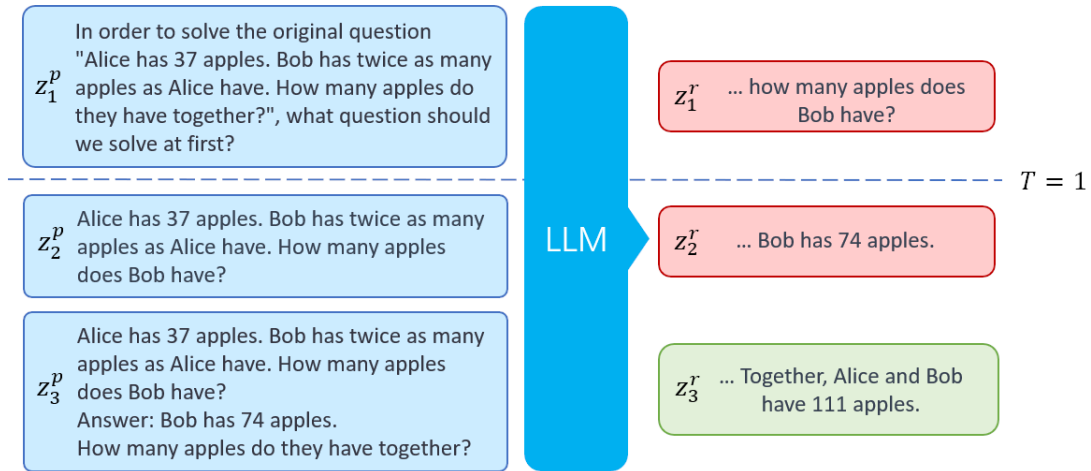 In order to solve the original question
"Alice has 37 apples. Bob has twice as many
apples as Alice have. How many apples do
they have together?", what question should
we solve at first?
z₁ᵖ
z₁ʳ
... how many apples does
Bob have?
T = 1
Alice has 37 apples. Bob has twice as many
apples as Alice have. How many apples
does Bob have?
z₂ᵖ
LLM
z₂ʳ
... Bob has 74 apples.
Alice has 37 apples. Bob has twice as many
apples as Alice have. How many apples
does Bob have?
Answer: Bob has 74 apples.
How many apples do they have together?
z₃ᵖ
z₃ʳ
... Together, Alice and Bob
have 111 apples.